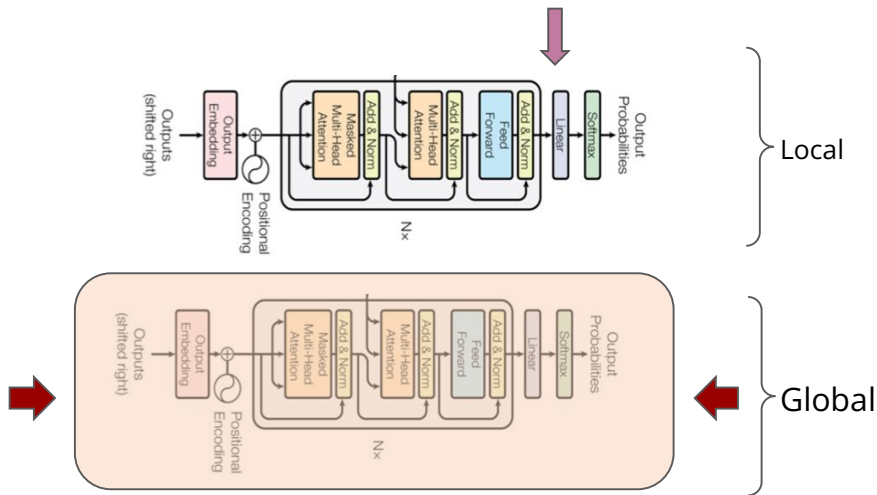 Outputs
(shifted right)
Output
Embedding
Positional
Encoding
Masked
Multi-Head
Attention
Add & Norm
Multi-Head
Attention
Add & Norm
Feed
Forward
Add & Norm
Nx
Linear
Softmax
Output
Probabilities
Local
Outputs
(shifted right)
Output
Embedding
Positional
Encoding
Masked
Multi-Head
Attention
Add & Norm
Multi-Head
Attention
Add & Norm
Feed
Forward
Add & Norm
Nx
Linear
Softmax
Output
Probabilities
Global